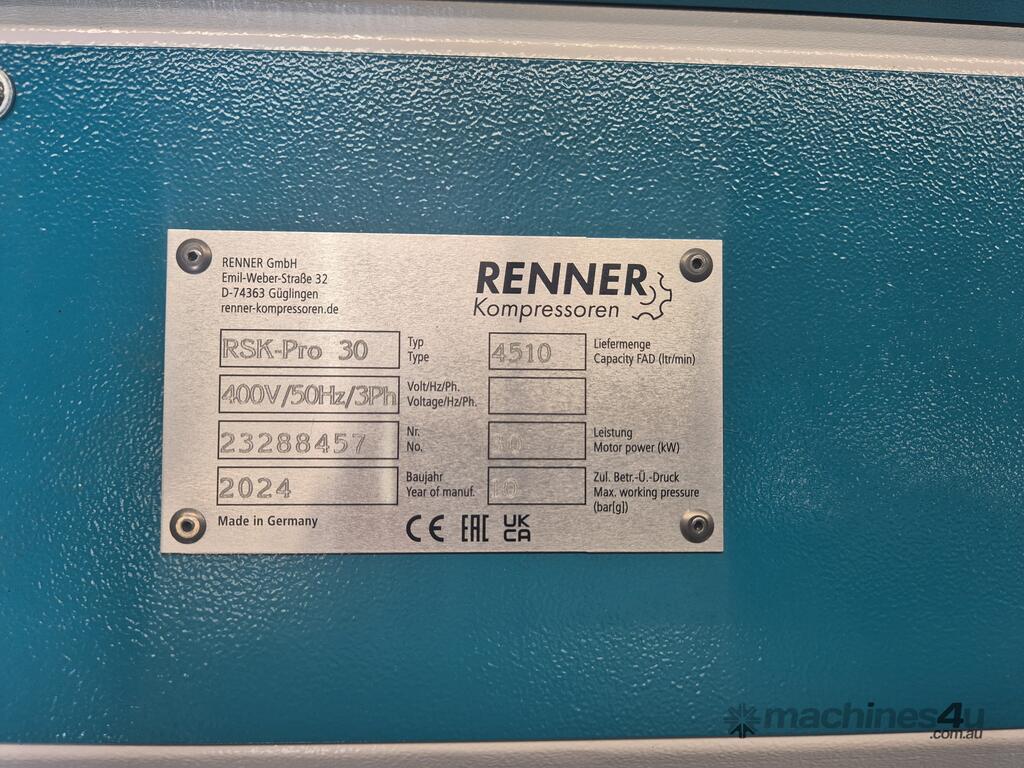 RENNER GmbH
Emil-Weber-Straße 32
D-74363 Güglingen
renner-kompressoren.de
RENNER
Kompressoren
RSK-Pro 30
Typ
Type
4510
Liefermenge
Capacity FAD (ltr/min)
400V/50Hz/3Ph
Volt/Hz/Ph.
Voltage/Hz/Ph.
23288457
Nr.
No.
30
Leistung
Motor power (kW)
2024
Baujahr
Year of manuf.
10
Zul. Betr.-Ü.-Druck
Max. working pressure
(bar[g])
Made in Germany
CE EAC UK
CA
machines4u
.com.au